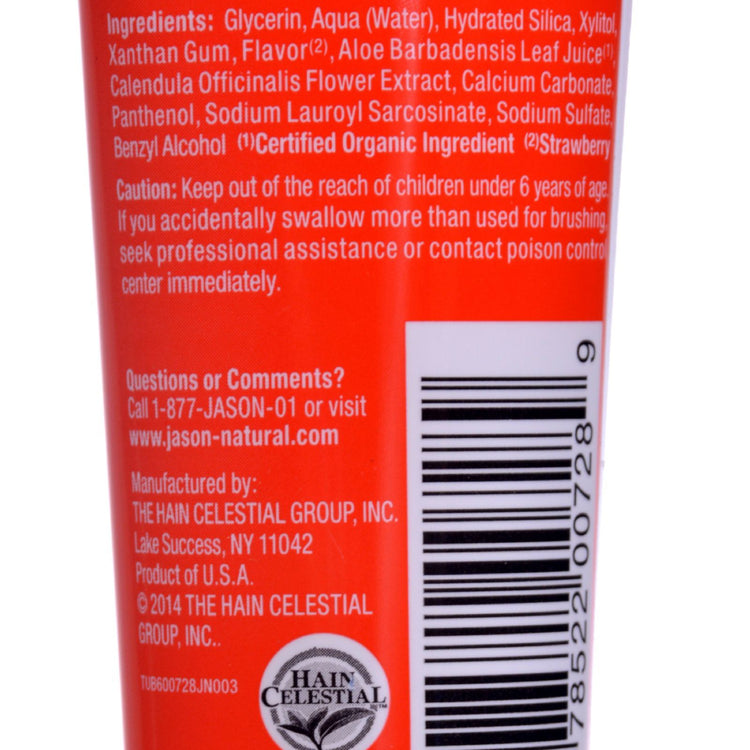 Ingredients: Glycerin, Aqua (Water), Hydrated Silica, Xylitol,
Xanthan Gum, Flavor(2), Aloe Barbadensis Leaf Juice(1),
Calendula Officinalis Flower Extract, Calcium Carbonate,
Panthenol, Sodium Lauroyl Sarcosinate, Sodium Sulfate,
Benzyl Alcohol (1)Certified Organic Ingredient (2)Strawberry
Caution: Keep out of the reach of children under 6 years of age.
If you accidentally swallow more than used for brushing,
seek professional assistance or contact poison control
center immediately.
Questions or Comments?
Call 1-877-JASON-01 or visit
www.jason-natural.com
Manufactured by:
THE HAIN CELESTIAL GROUP, INC.
Lake Success, NY 11042
Product of U.S.A.
© 2014 THE HAIN CELESTIAL
GROUP, INC..
TUB600728JN003
HAIN
CELESTIAL
78522 00728 9